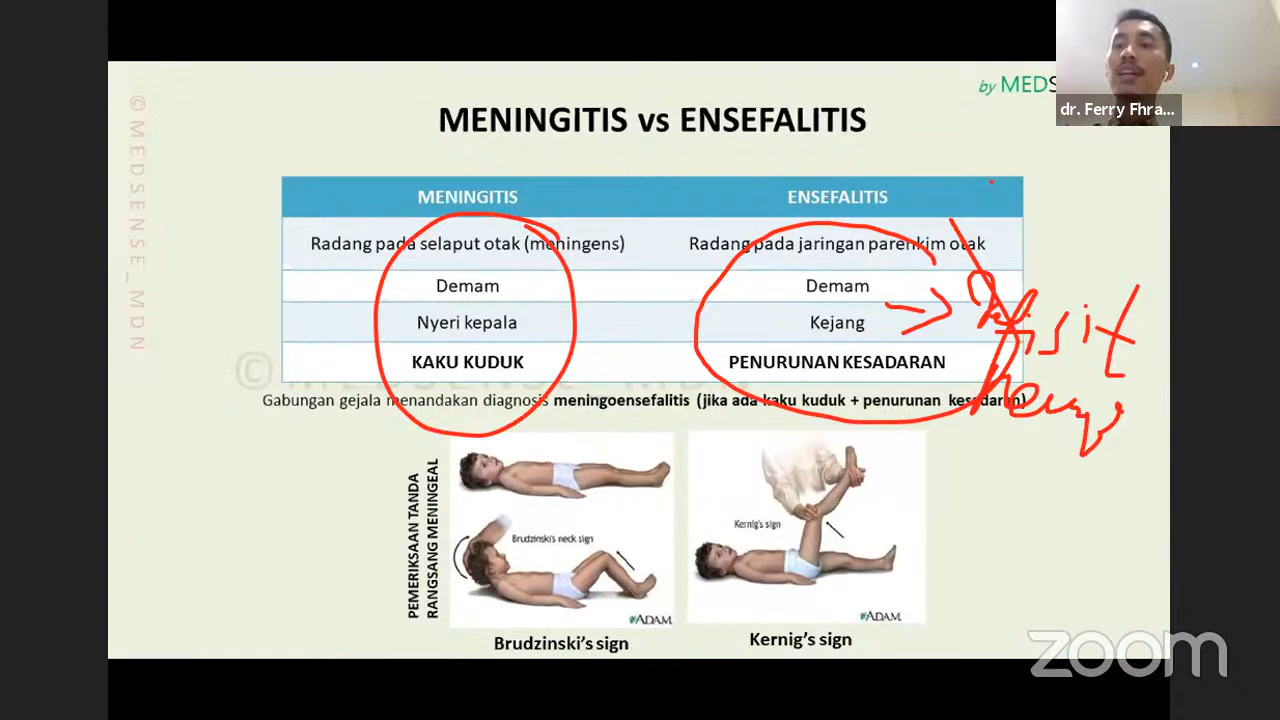 by MEDS
dr. Ferry Fhra...
©MEDSENSE_MDN
MENINGITIS vs ENSEFALITIS
MENINGITIS ENSEFALITIS
Radang pada selaput otak (meningens) Radang pada jaringan parenkim otak
Demam Demam
Nyeri kepala Kejang
KAKU KUDUK PENURUNAN KESADARAN
©MEDSENSE_MDN
Gabungan gejala menandakan diagnosis meningoensefalitis (jika ada kaku kuduk + penurunan kesadaran)
PEMERIKSAAN TANDA
RANGSANG MENINGEAL
Brudzinski's neck sign
ADAM
Kernig's sign
ADAM
Brudzinski's sign Kernig's sign
zoom